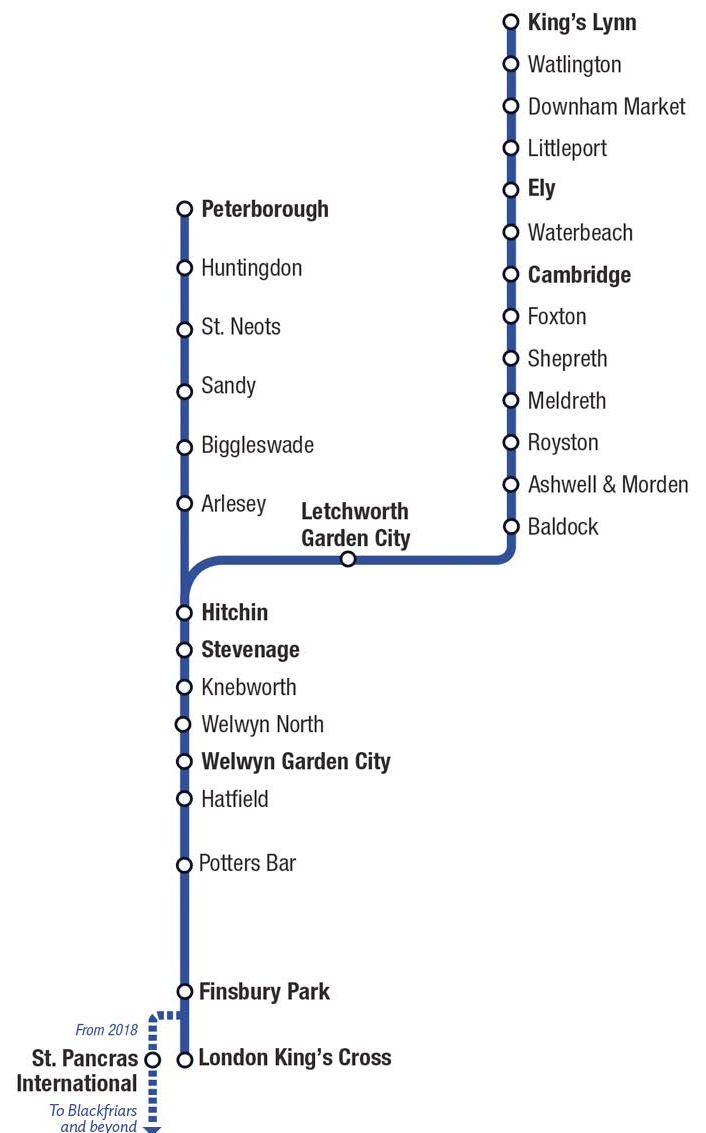 King’s Lynn
Watlington
Downham Market
Littleport
Ely
Waterbeach
Cambridge
Foxton
Shepreth
Meldreth
Royston
Ashwell & Morden
Baldock
Letchworth
Garden City
Peterborough
Huntingdon
St. Neots
Sandy
Biggleswade
Arlesey
Hitchin
Stevenage
Knebworth
Welwyn North
Welwyn Garden City
Hatfield
Potters Bar
Finsbury Park
From 2018
St. Pancras
International
London King’s Cross
To Blackfriars
and beyond